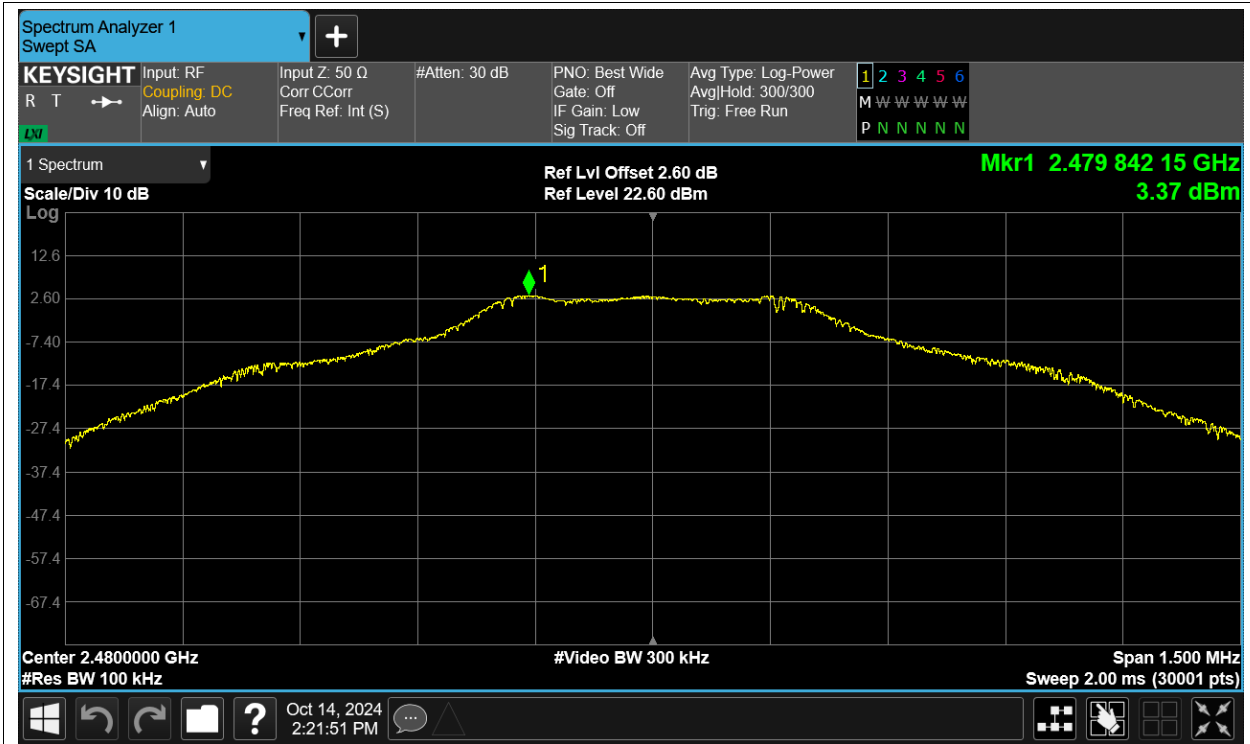 Spectrum Analyzer 1
Swept SA
+
KEYSIGHT
R T
LXI
Input: RF
Coupling: DC
Align: Auto
Input Z: 50 Ω
Corr CCorr
Freq Ref: Int (S)
#Atten: 30 dB
PNO: Best Wide
Gate: Off
IF Gain: Low
Sig Track: Off
Avg Type: Log-Power
Avg|Hold: 300/300
Trig: Free Run
1 2 3 4 5 6
M W W W W W
P N N N N N
1 Spectrum
Scale/Div 10 dB
Log
Ref Lvl Offset 2.60 dB
Ref Level 22.60 dBm
Mkr1 2.479 842 15 GHz
3.37 dBm
1
12.6
2.60
-7.40
-17.4
-27.4
-37.4
-47.4
-57.4
-67.4
Center 2.4800000 GHz
#Video BW 300 kHz
Span 1.500 MHz
#Res BW 100 kHz
Sweep 2.00 ms (30001 pts)
?
Oct 14, 2024
2:21:51 PM